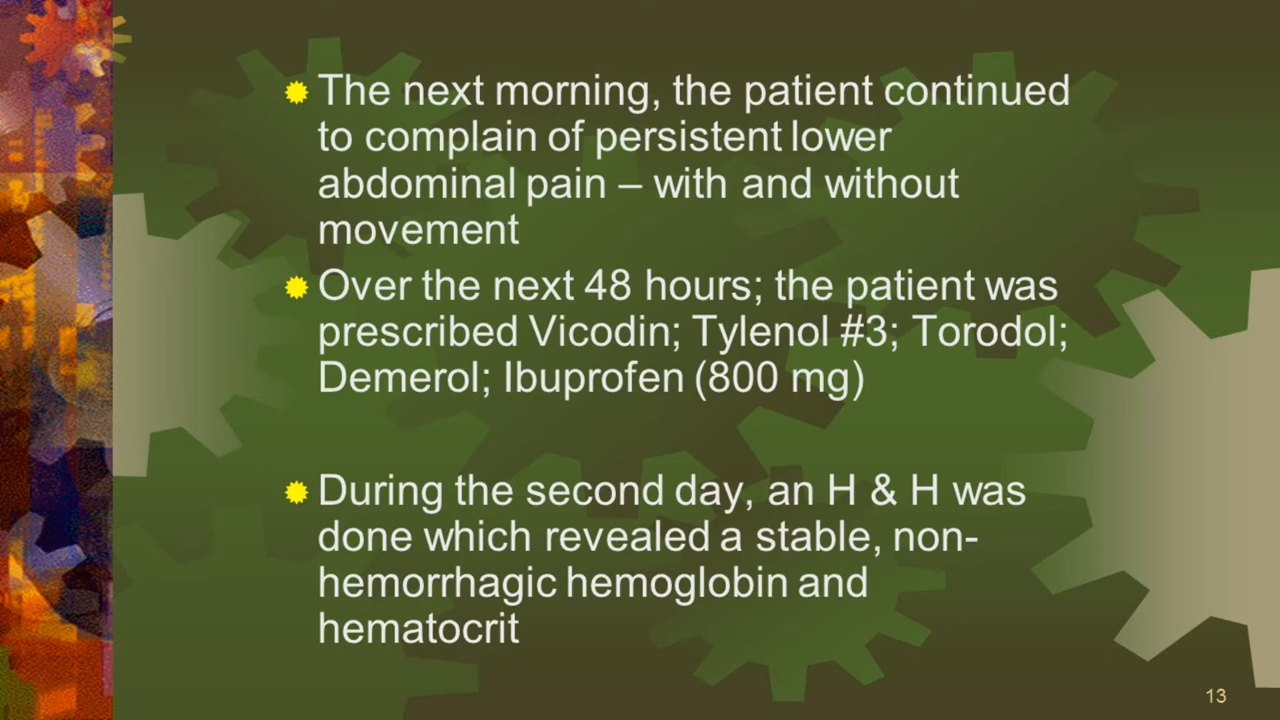 The next morning, the patient continued
to complain of persistent lower
abdominal pain – with and without
movement
Over the next 48 hours; the patient was
prescribed Vicodin; Tylenol #3; Torodol;
Demerol; Ibuprofen (800 mg)
During the second day, an H & H was
done which revealed a stable, non-
hemorrhagic hemoglobin and
hematocrit
13